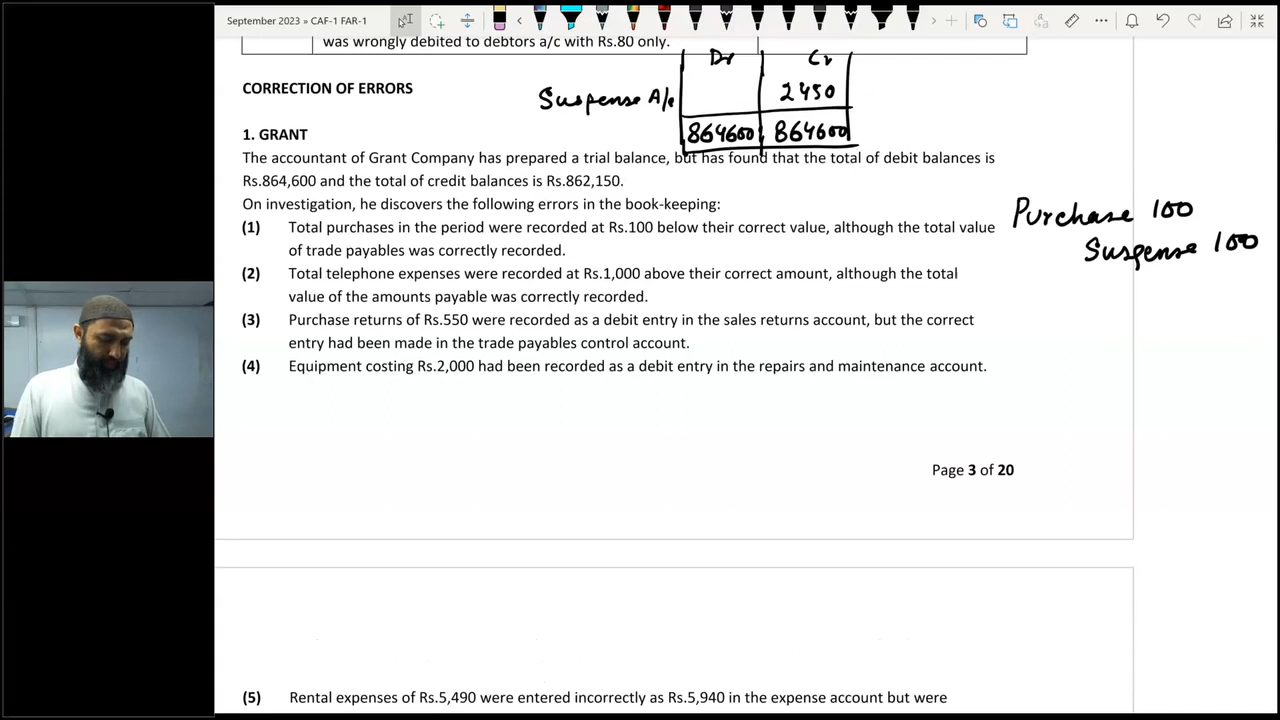 September 2023 » CAF-1 FAR-1
was wrongly debited to debtors a/c with Rs.80 only.
Dr Cr
CORRECTION OF ERRORS
Suspense A/c 2450
864600 864600
1. GRANT
The accountant of Grant Company has prepared a trial balance, but has found that the total of debit balances is
Rs.864,600 and the total of credit balances is Rs.862,150.
On investigation, he discovers the following errors in the book-keeping:
Purchase 100
(1) Total purchases in the period were recorded at Rs.100 below their correct value, although the total value
of trade payables was correctly recorded.
Suspense 100
(2) Total telephone expenses were recorded at Rs.1,000 above their correct amount, although the total
value of the amounts payable was correctly recorded.
(3) Purchase returns of Rs.550 were recorded as a debit entry in the sales returns account, but the correct
entry had been made in the trade payables control account.
(4) Equipment costing Rs.2,000 had been recorded as a debit entry in the repairs and maintenance account.
Page 3 of 20
(5) Rental expenses of Rs.5,490 were entered incorrectly as Rs.5,940 in the expense account but were